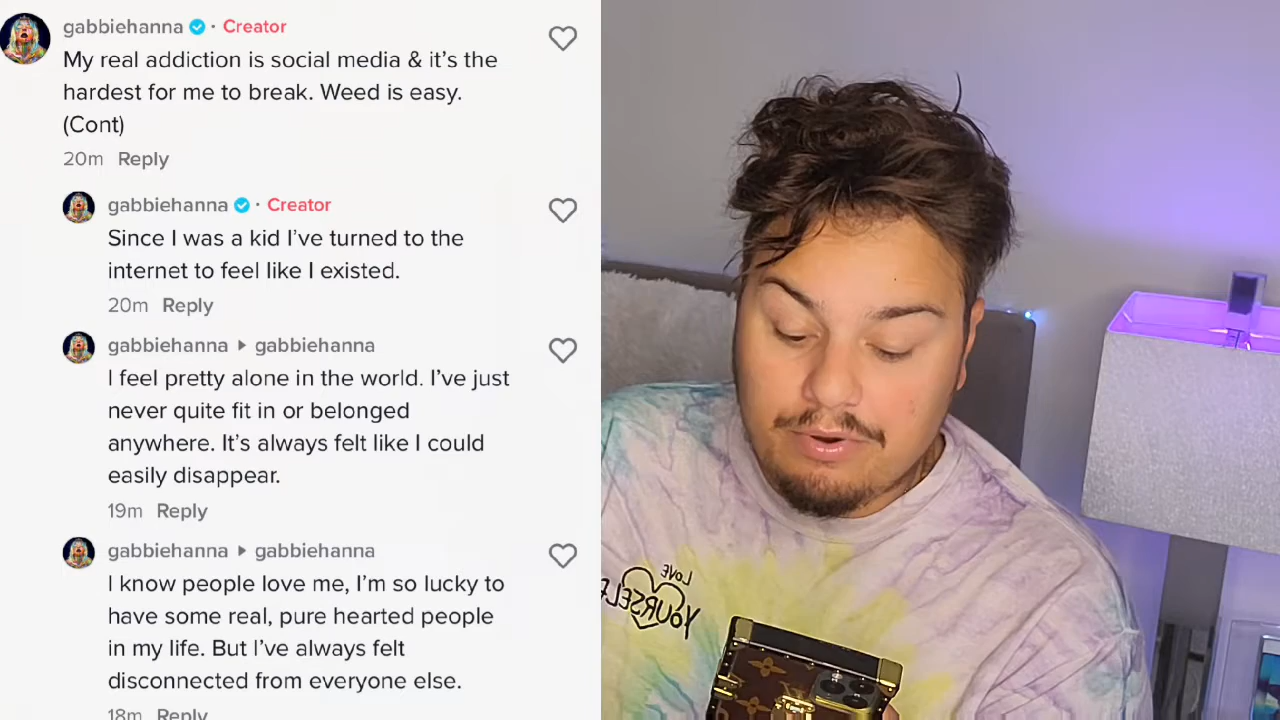 gabbiehanna · Creator
My real addiction is social media & it's the
hardest for me to break. Weed is easy.
(Cont)
20m Reply
gabbiehanna · Creator
Since I was a kid I've turned to the
internet to feel like I existed.
20m Reply
gabbiehanna ▸ gabbiehanna
I feel pretty alone in the world. I've just
never quite fit in or belonged
anywhere. It's always felt like I could
easily disappear.
19m Reply
gabbiehanna ▸ gabbiehanna
I know people love me, I'm so lucky to
have some real, pure hearted people
in my life. But I've always felt
disconnected from everyone else.
18m Reply
LOVE
YOURSELF